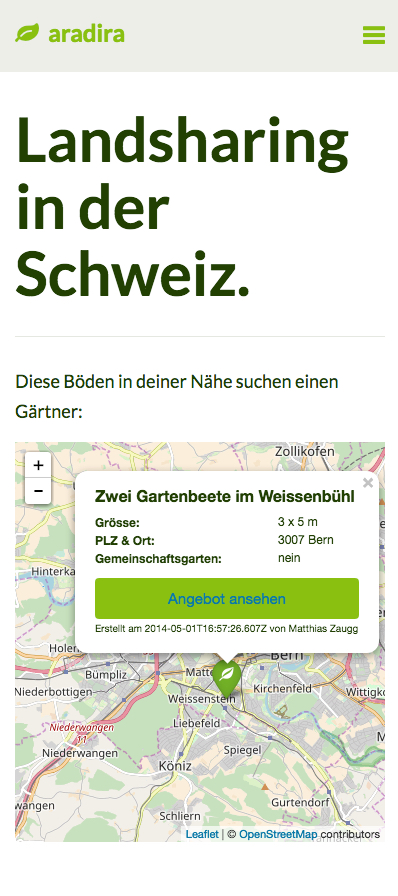 aradira
Landsharing
in der
Schweiz.
Diese Böden in deiner Nähe suchen einen
Gärtner:
Zollikofen
+
-
×
Zwei Gartenbeete im Weissenbühl
Grösse: 3 x 5 m
PLZ & Ort: 3007 Bern
Gemeinschaftsgarten: nein
Angebot ansehen
Erstellt am 2014-05-01T16:57:26.607Z von Matthias Zaugg
Hinterka
Holen
Bern
Bümpliz
Matte
Niederbottigen
Weissenstein
Kirchenfeld
Wittigko
Niederwangen
11
Liebefeld
Niederwangen
Spiegel
Köniz
Gurtendorf
wangen
Schliern
Leaflet | © OpenStreetMap contributors